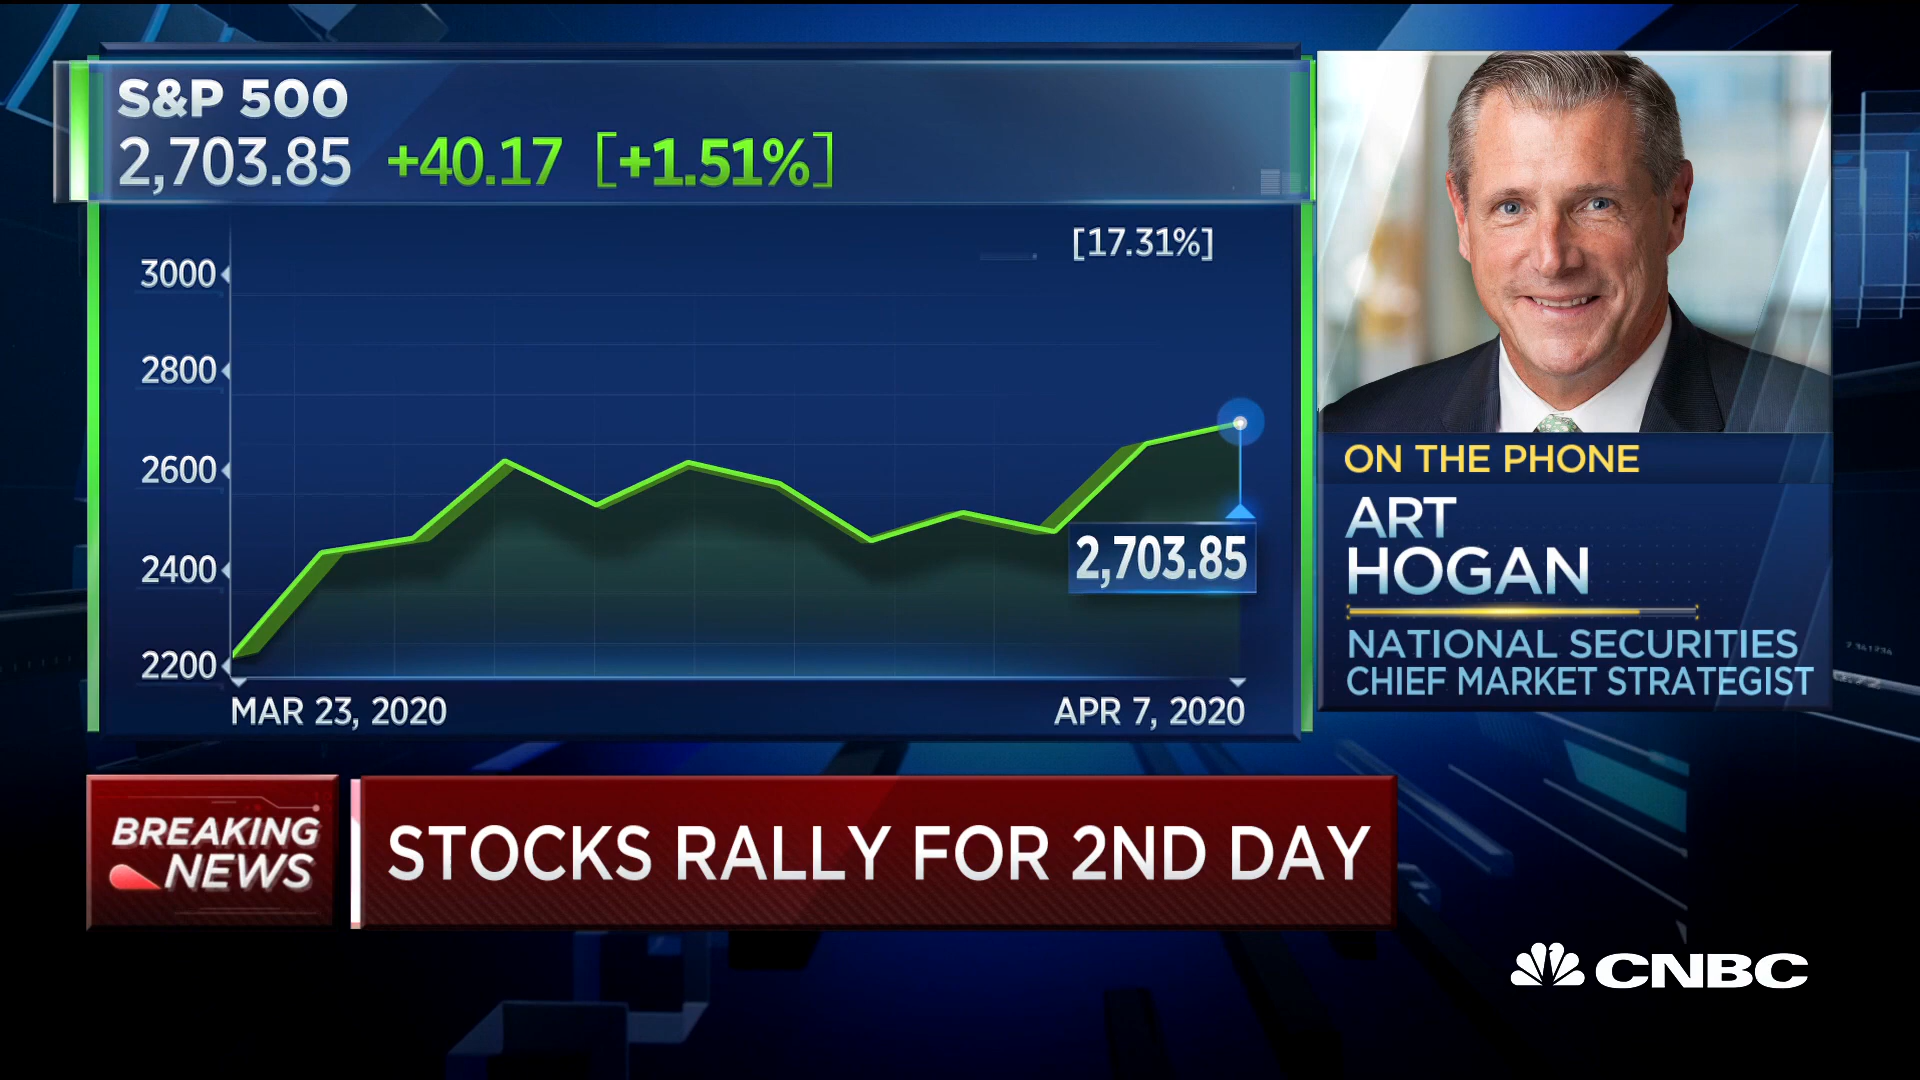 S&P 500
2,703.85 +40.17 [+1.51%]
[17.31%]
3000
2800
2600
2400
2200
2,703.85
MAR 23, 2020
APR 7, 2020
ON THE PHONE
ART
HOGAN
NATIONAL SECURITIES
CHIEF MARKET STRATEGIST
BREAKING
NEWS
STOCKS RALLY FOR 2ND DAY
CNBC